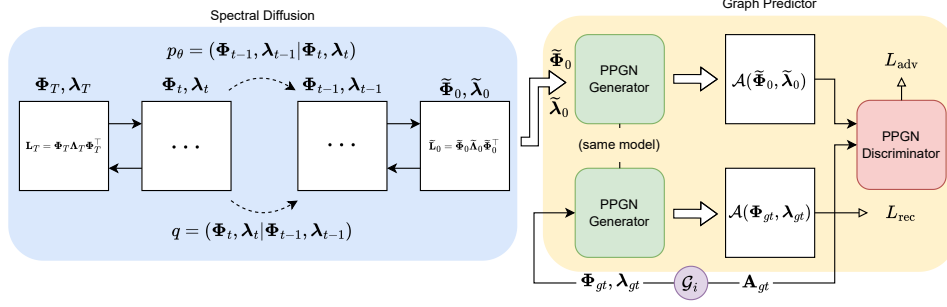 Spectral Diffusion
Graph Predictor
p_θ = (Φ_{t−1}, λ_{t−1}|Φ_t, λ_t)
Φ_T, λ_T
Φ_t, λ_t
Φ_{t−1}, λ_{t−1}
Φ̃_0, λ̃_0
L_T = Φ_T Λ_T Φ_T^⊤
• • •
• • •
L̃_0 = Φ̃_0 Λ̃_0 Φ̃_0^⊤
q = (Φ_t, λ_t|Φ_{t−1}, λ_{t−1})
Φ̃_0
λ̃_0
PPGN
Generator
𝒜(Φ̃_0, λ̃_0)
L_adv
PPGN
Discriminator
(same model)
PPGN
Generator
𝒜(Φ_gt, λ_gt)
L_rec
Φ_gt, λ_gt
𝒢_i
A_gt